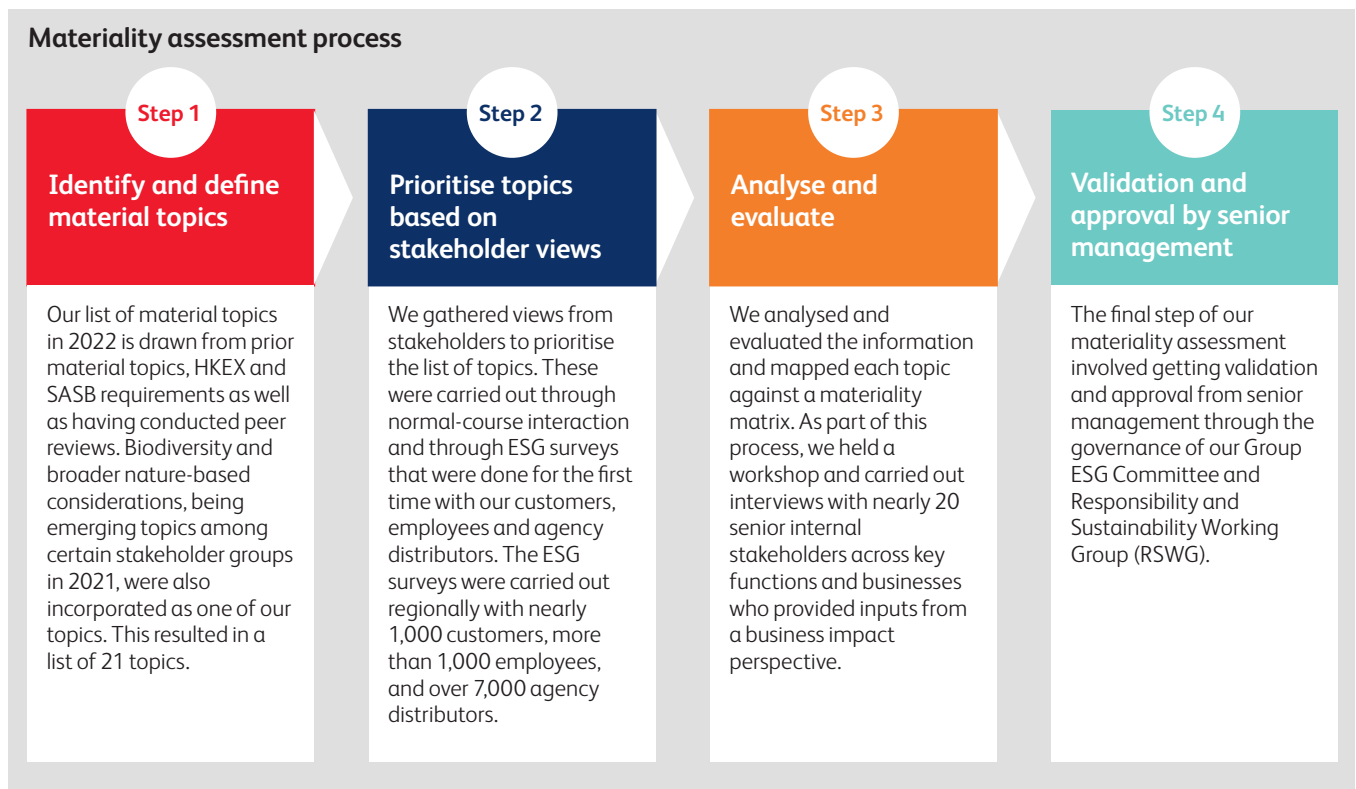 Materiality assessment process
Step 1
Identify and define
material topics
Our list of material topics
in 2022 is drawn from prior
material topics, HKEX and
SASB requirements as well
as having conducted peer
reviews. Biodiversity and
broader nature-based
considerations, being
emerging topics among
certain stakeholder groups
in 2021, were also
incorporated as one of our
topics. This resulted in a
list of 21 topics.
Step 2
Prioritise topics
based on
stakeholder views
We gathered views from
stakeholders to prioritise
the list of topics. These
were carried out through
normal-course interaction
and through ESG surveys
that were done for the first
time with our customers,
employees and agency
distributors. The ESG
surveys were carried out
regionally with nearly
1,000 customers, more
than 1,000 employees,
and over 7,000 agency
distributors.
Step 3
Analyse and
evaluate
We analysed and
evaluated the information
and mapped each topic
against a materiality
matrix. As part of this
process, we held a
workshop and carried out
interviews with nearly 20
senior internal
stakeholders across key
functions and businesses
who provided inputs from
a business impact
perspective.
Step 4
Validation and
approval by senior
management
The final step of our
materiality assessment
involved getting validation
and approval from senior
management through the
governance of our Group
ESG Committee and
Responsibility and
Sustainability Working
Group (RSWG).